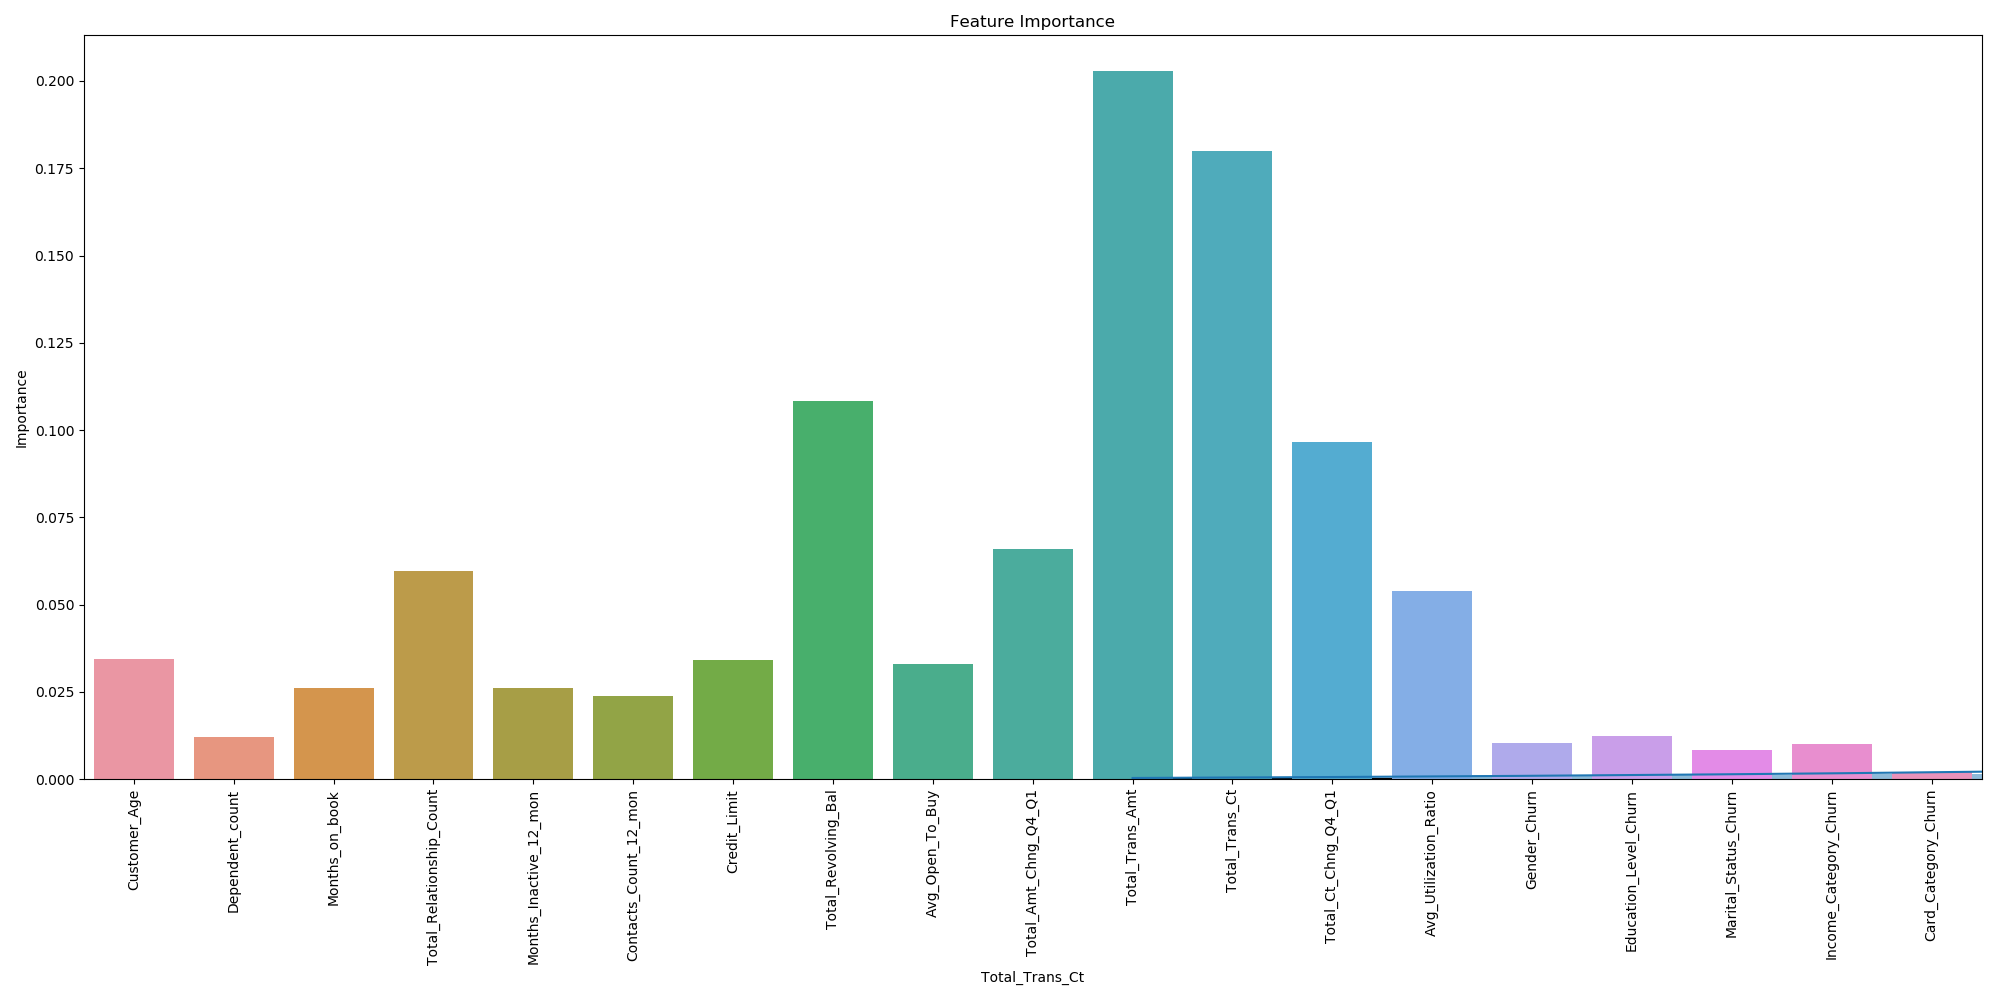 Feature Importance
0.200
0.175
0.150
0.125
0.100
0.075
0.050
0.025
0.000
Importance
Customer_Age
Dependent_count
Months_on_book
Total_Relationship_Count
Months_Inactive_12_mon
Contacts_Count_12_mon
Credit_Limit
Total_Revolving_Bal
Avg_Open_To_Buy
Total_Amt_Chng_Q4_Q1
Total_Trans_Amt
Total_Trans_Ct
Total_Ct_Chng_Q4_Q1
Avg_Utilization_Ratio
Gender_Churn
Education_Level_Churn
Marital_Status_Churn
Income_Category_Churn
Card_Category_Churn
Total_Trans_Ct